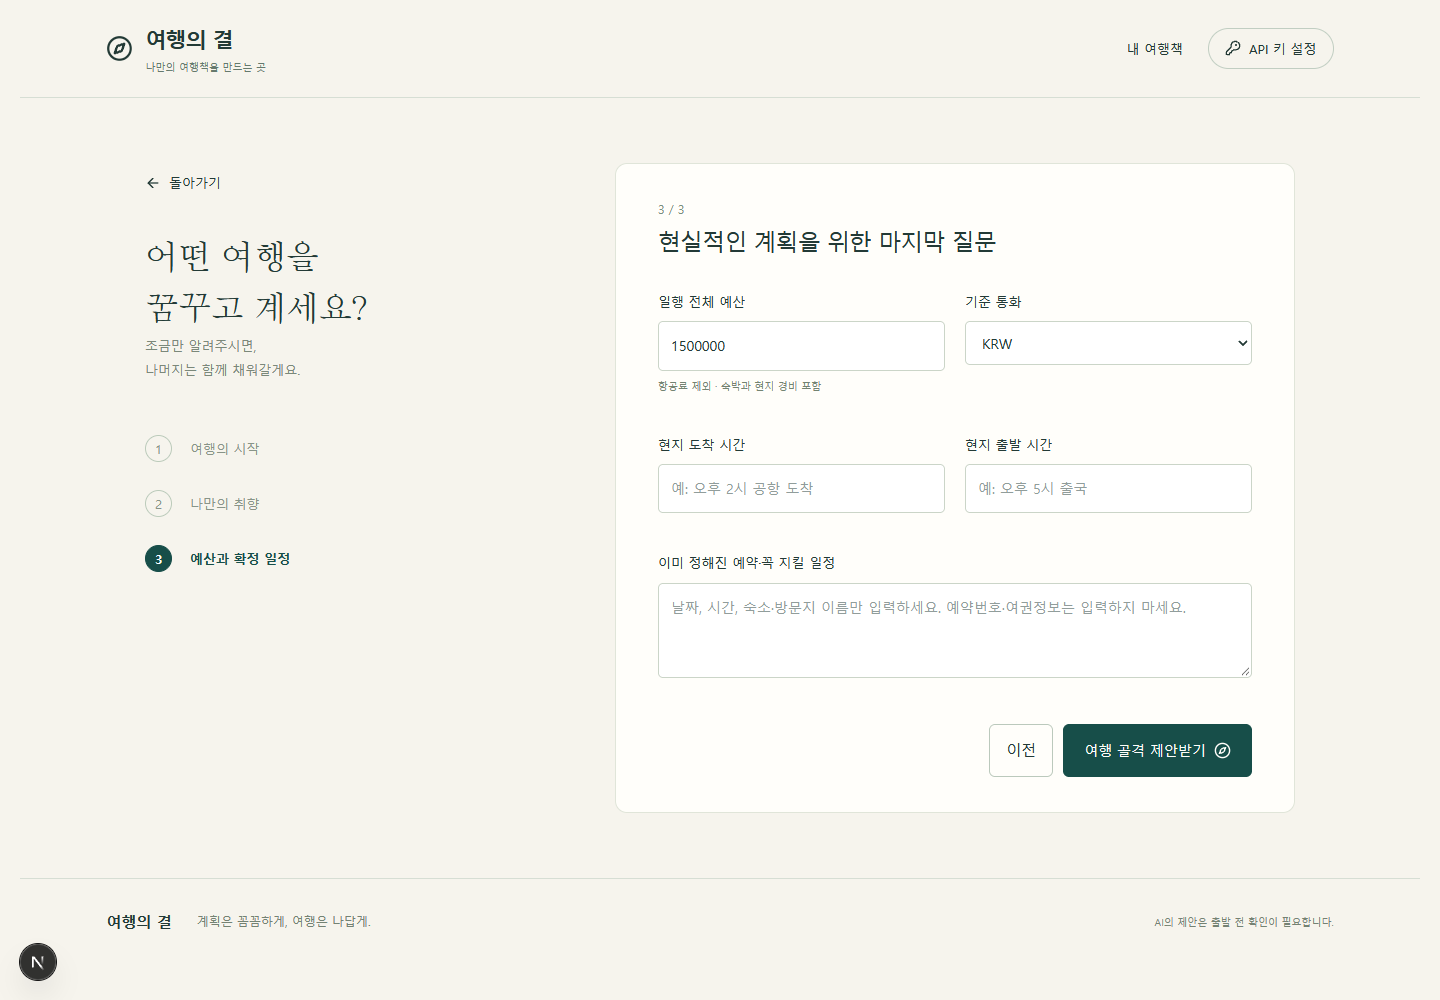 여행의 결
나만의 여행책을 만드는 곳
내 여행책
API 키 설정
돌아가기
어떤 여행을
꿈꾸고 계세요?
조금만 알려주시면,
나머지는 함께 채워갈게요.
1 여행의 시작
2 나만의 취향
3 예산과 확정 일정
3 / 3
현실적인 계획을 위한 마지막 질문
일행 전체 예산
1500000
항공료 제외 · 숙박과 현지 경비 포함
기준 통화
KRW
현지 도착 시간
예: 오후 2시 공항 도착
현지 출발 시간
예: 오후 5시 출국
이미 정해진 예약·꼭 지킬 일정
날짜, 시간, 숙소·방문지 이름만 입력하세요. 예약번호·여권정보는 입력하지 마세요.
이전
여행 골격 제안받기
여행의 결
계획은 꼼꼼하게, 여행은 나답게.
AI의 제안은 출발 전 확인이 필요합니다.
N